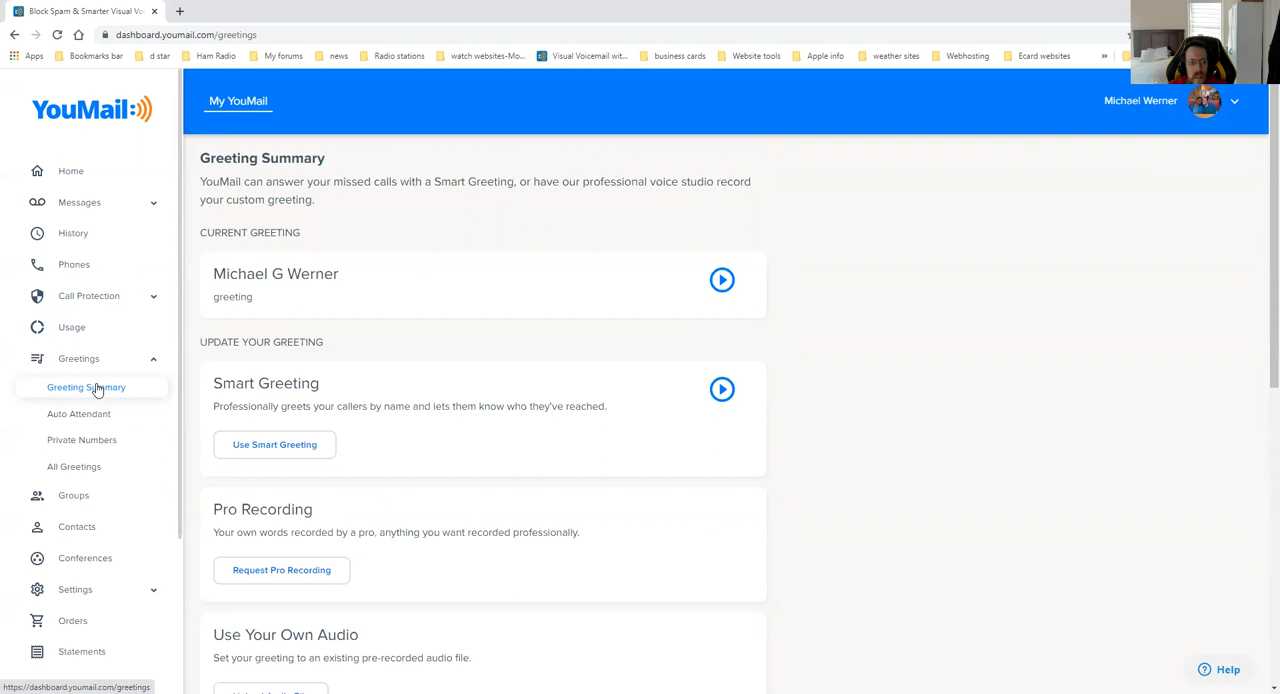 Block Spam & Smarter Visual Voi
dashboard.youmail.com/greetings
Apps
Bookmarks bar
d star
Ham Radio
My forums
news
Radio stations
watch websites-Mo...
Visual Voicemail wit...
business cards
Website tools
Apple info
weather sites
Webhosting
Ecard websites
»
YouMail
My YouMail
Michael Werner
Home
Messages
History
Phones
Call Protection
Usage
Greetings
Greeting Summary
Auto Attendant
Private Numbers
All Greetings
Groups
Contacts
Conferences
Settings
Orders
Statements
Greeting Summary
YouMail can answer your missed calls with a Smart Greeting, or have our professional voice studio record
your custom greeting.
CURRENT GREETING
Michael G Werner
greeting
UPDATE YOUR GREETING
Smart Greeting
Professionally greets your callers by name and lets them know who they've reached.
Use Smart Greeting
Pro Recording
Your own words recorded by a pro, anything you want recorded professionally.
Request Pro Recording
Use Your Own Audio
Set your greeting to an existing pre-recorded audio file.
Help
https://dashboard.youmail.com/greetings